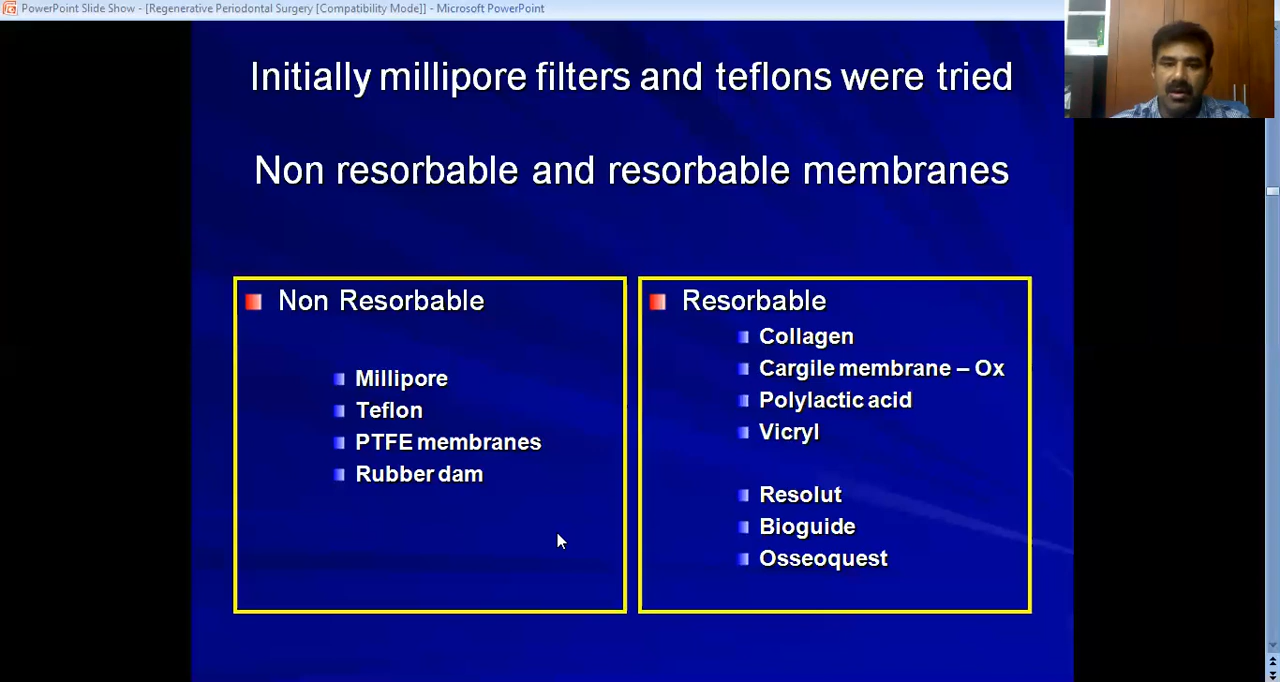 PowerPoint Slide Show - [Regenerative Periodontal Surgery [Compatibility Mode]] - Microsoft PowerPoint
Initially millipore filters and teflons were tried
Non resorbable and resorbable membranes
Non Resorbable
Millipore
Teflon
PTFE membranes
Rubber dam
Resorbable
Collagen
Cargile membrane – Ox
Polylactic acid
Vicryl
Resolut
Bioguide
Osseoquest